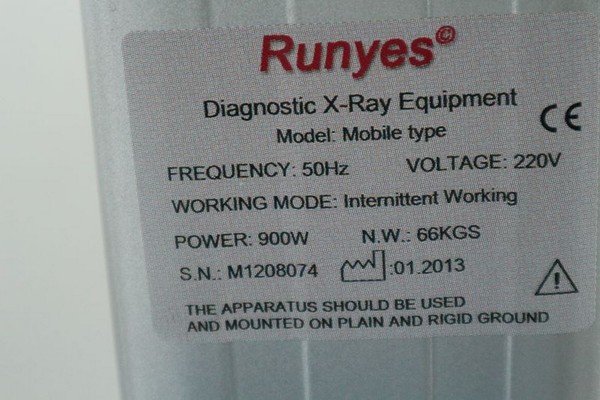 Runyes©
Diagnostic X-Ray Equipment
CE
Model: Mobile type
FREQUENCY: 50Hz VOLTAGE: 220V
WORKING MODE: Internittent Working
POWER: 900W N.W.: 66KGS
S.N.: M1208074 :01.2013
THE APPARATUS SHOULD BE USED
AND MOUNTED ON PLAIN AND RIGID GROUND